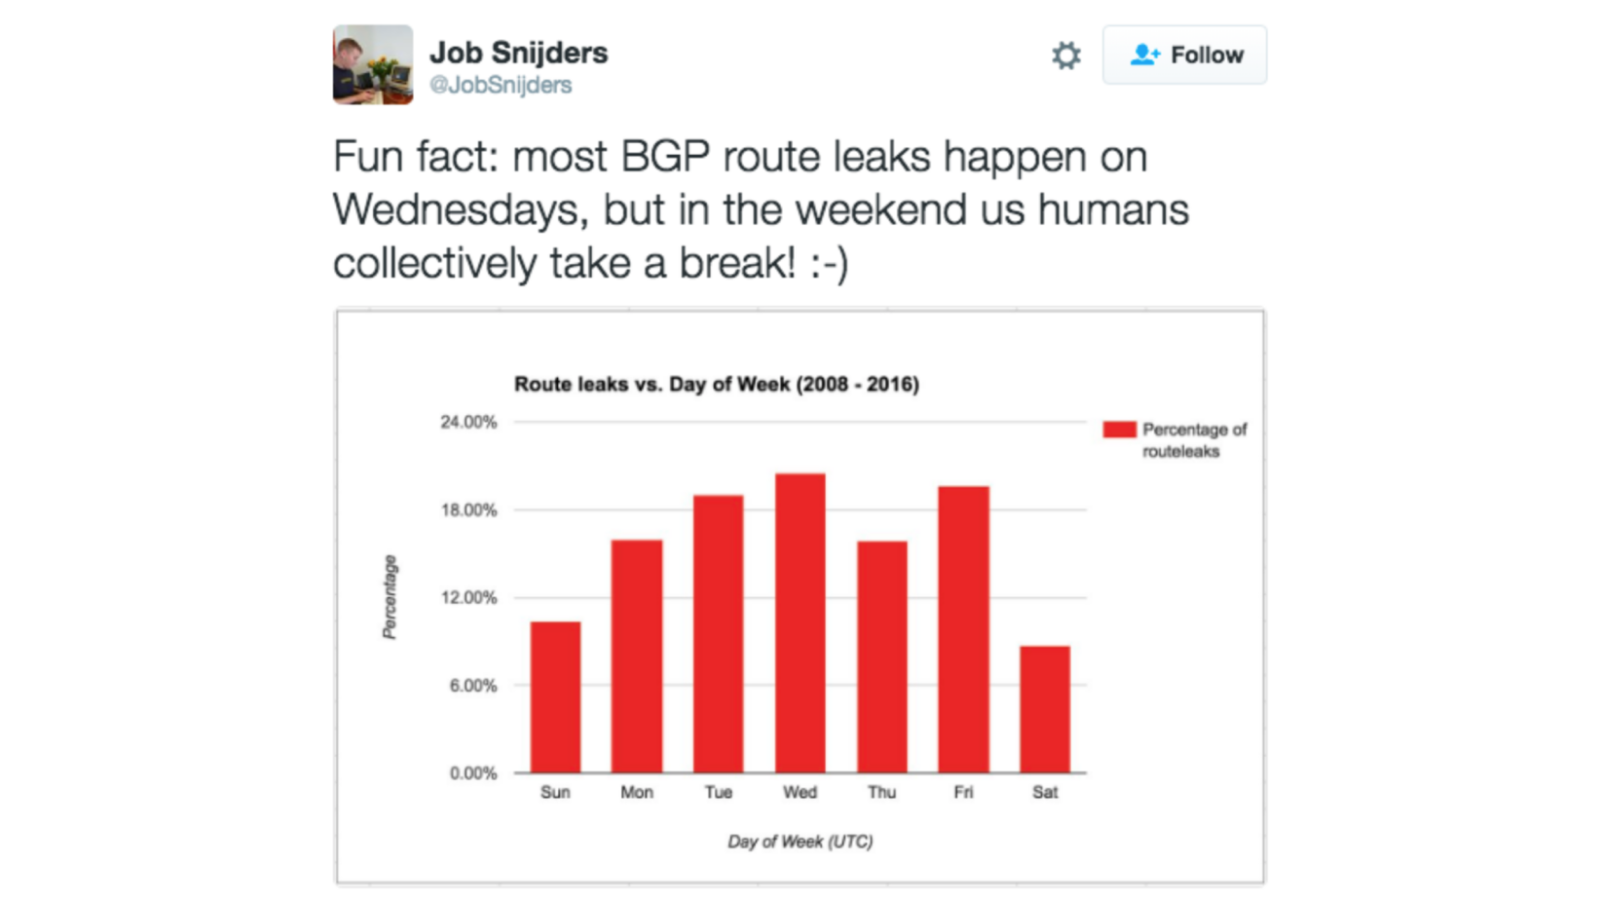 Job Snijders
@JobSnijders
Follow
Fun fact: most BGP route leaks happen on
Wednesdays, but in the weekend us humans
collectively take a break! :-)
Route leaks vs. Day of Week (2008 - 2016)
24.00%
18.00%
12.00%
6.00%
0.00%
Percentage
Sun Mon Tue Wed Thu Fri Sat
Day of Week (UTC)
Percentage of
routeleaks